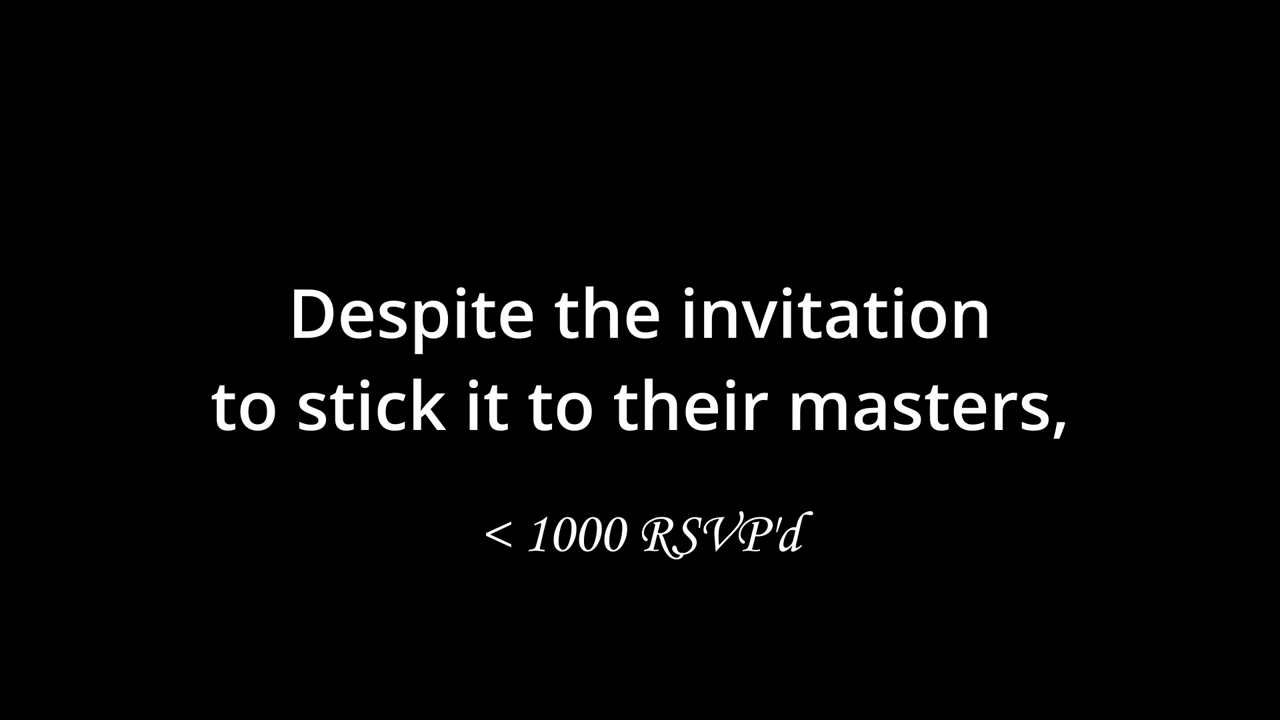 Despite the invitation
to stick it to their masters,
< 1000 RSVP'd